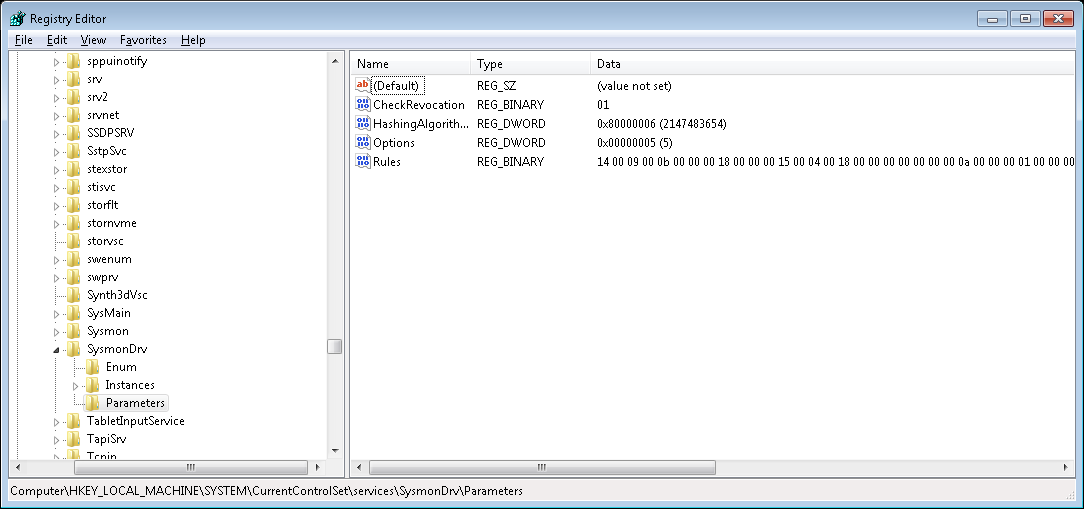 Registry Editor
File Edit View Favorites Help
sppuinotify
srv
srv2
srvnet
SSDPSRV
SstpSvc
stexstor
stisvc
storflt
stornvme
storvsc
swenum
swprv
Synth3dVsc
SysMain
Sysmon
SysmonDrv
Enum
Instances
Parameters
TabletInputService
TapiSrv
Tcpip
Name Type Data
(Default) REG_SZ (value not set)
CheckRevocation REG_BINARY 01
HashingAlgorith... REG_DWORD 0x80000006 (2147483654)
Options REG_DWORD 0x00000005 (5)
Rules REG_BINARY 14 00 09 00 0b 00 00 00 18 00 00 00 15 00 04 00 18 00 00 00 00 00 00 00 0a 00 00 00 01 00 00 00
Computer\HKEY_LOCAL_MACHINE\SYSTEM\CurrentControlSet\services\SysmonDrv\Parameters